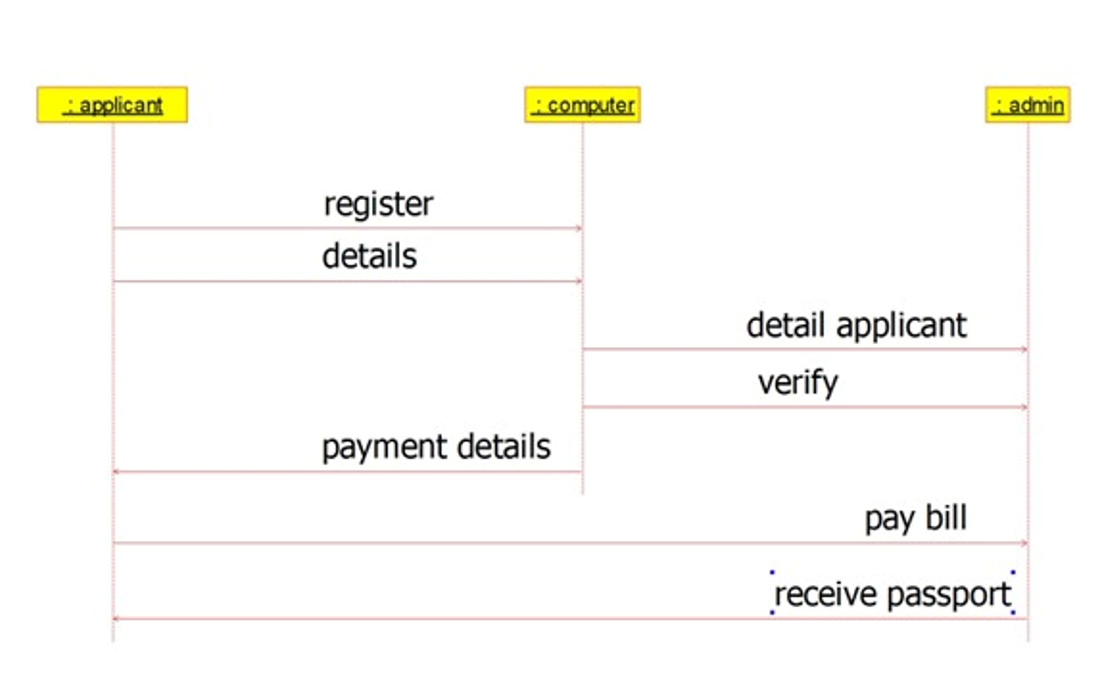 : applicant
: computer
: admin
register
details
detail applicant
verify
payment details
pay bill
receive passport